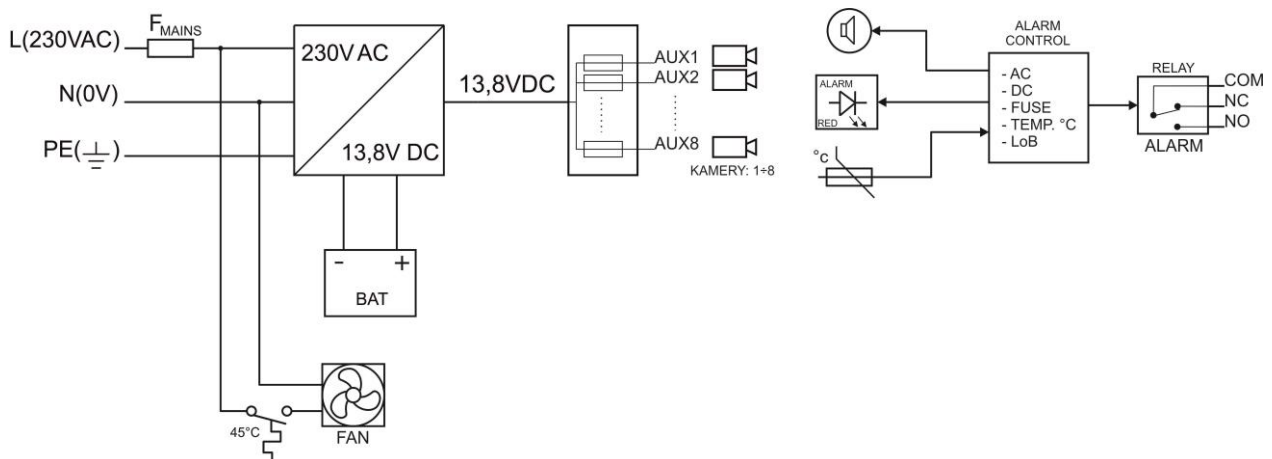 L(230VAC)
F MAINS
N(0V)
PE(⏚)
230V AC
13,8V DC
- +
BAT
45°C
FAN
13,8VDC
AUX1
AUX2
AUX8
KAMERY: 1÷8
ALARM
RED
°C
ALARM
CONTROL
- AC
- DC
- FUSE
- TEMP. °C
- LoB
RELAY
COM
NC
NO
ALARM